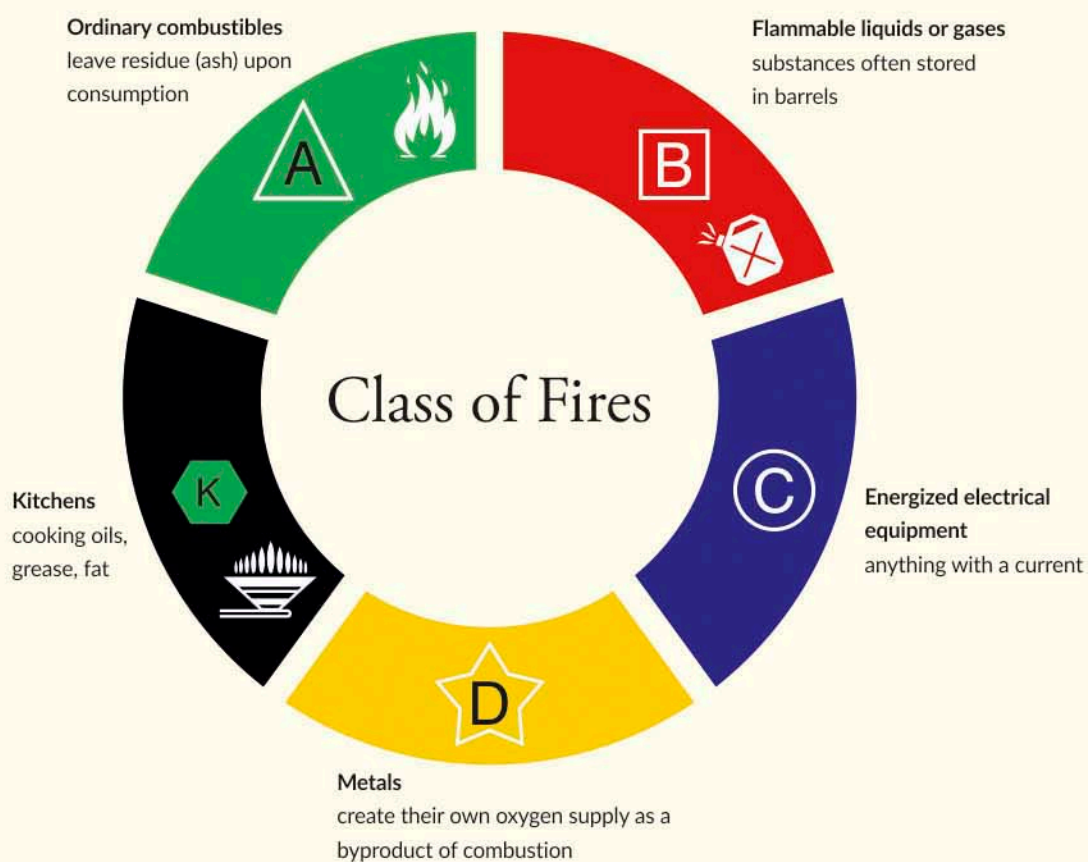 Ordinary combustibles
leave residue (ash) upon
consumption
A
Flammable liquids or gases
substances often stored
in barrels
B
Class of Fires
C
Energized electrical
equipment
anything with a current
D
Metals
create their own oxygen supply as a
byproduct of combustion
K
Kitchens
cooking oils,
grease, fat